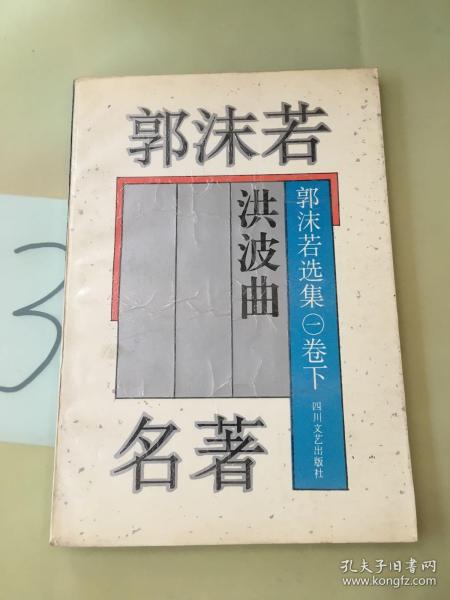 郭沫若
洪波曲
郭沫若选集㊀卷下
四川文艺出版社
名著
3
孔夫子旧书网
www.kongfz.com